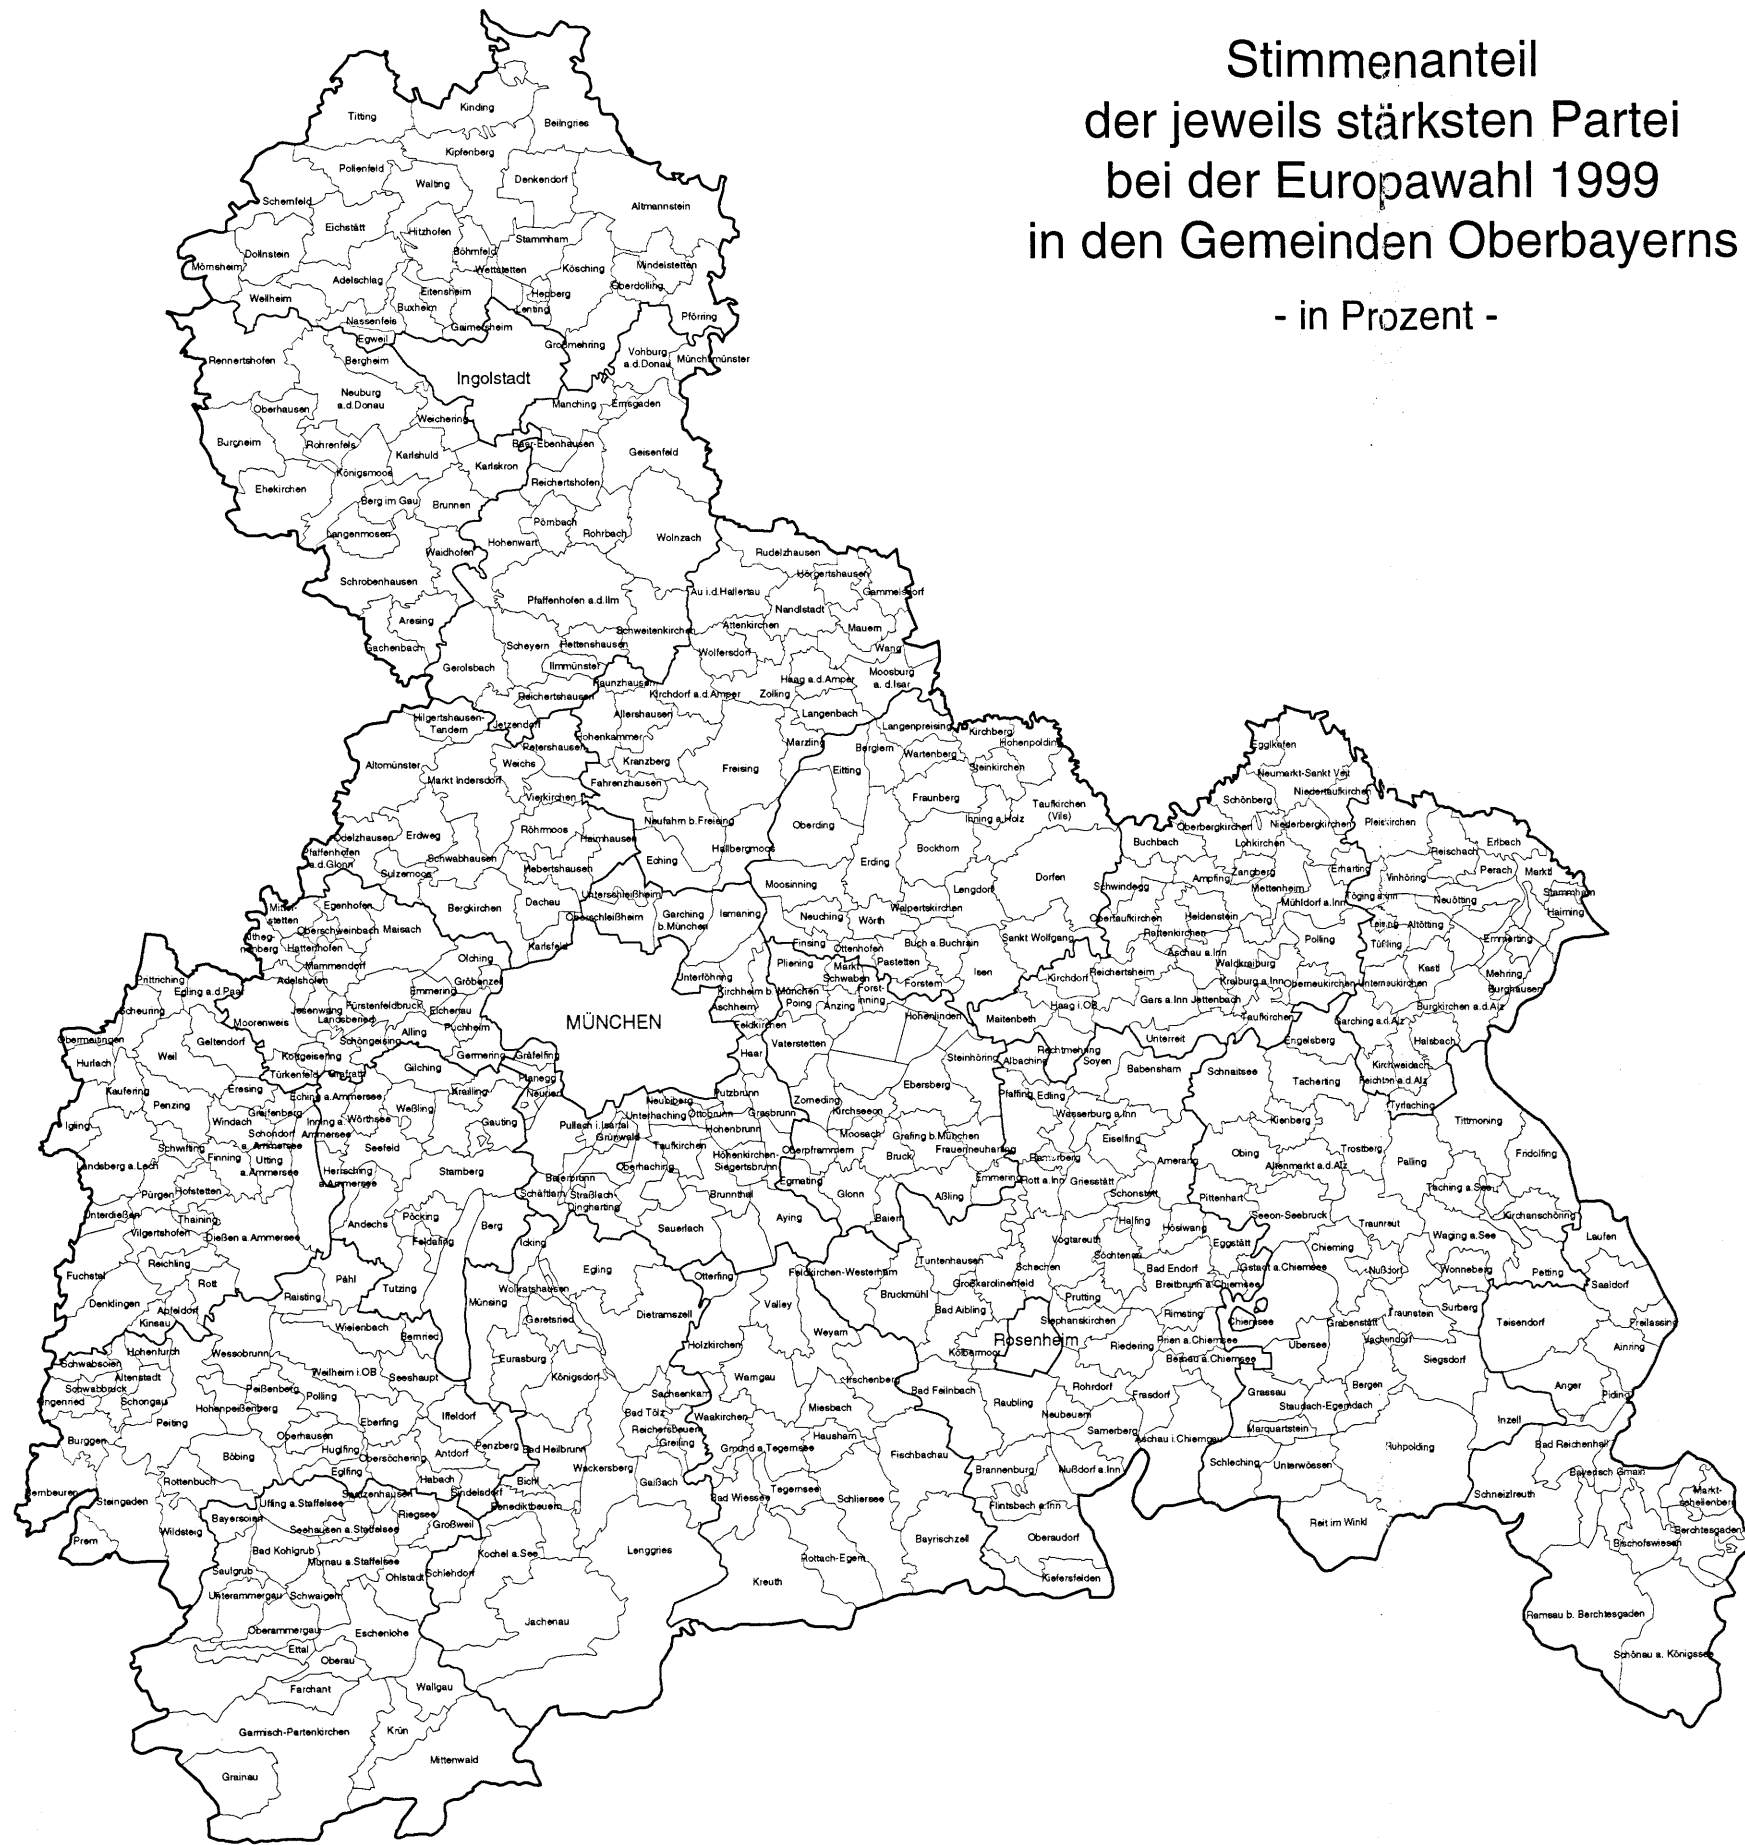 Stimmenanteil
der jeweils stärksten Partei
bei der Europawahl 1999
in den Gemeinden Oberbayerns
- in Prozent -
Titting
Kinding
Beilngries
Kipfenberg
Pollenfeld
Walting
Denkendorf
Altmannstein
Schernfeld
Eichstätt
Hitzhofen
Stammham
Böhmfeld
Dollnstein
Mörnsheim
Wettstetten
Kösching
Mindelstetten
Adelschlag
Eitensheim
Hepberg
Oberdolling
Wellheim
Buxheim
Lenting
Pförring
Nassenfels
Gaimersheim
Egweil
Großmehring
Rennertshofen
Bergheim
Vohburg
a.d.Donau
Münchsmünster
Ingolstadt
Neuburg
a.d.Donau
Oberhausen
Weichering
Manching
Ernsgaden
Burgheim
Rohrenfels
Karlshuld
Baar-Ebenhausen
Geisenfeld
Königsmoos
Karlskron
Ehekirchen
Reichertshofen
Berg im Gau
Brunnen
Langenmosen
Pörnbach
Rohrbach
Wolnzach
Hohenwart
Waidhofen
Rudelzhausen
Schrobenhausen
Hörgertshausen
Au i.d.Hallertau
Gammelsdorf
Pfaffenhofen a.d.Ilm
Nandlstadt
Aresing
Attenkirchen
Mauern
Schweitenkirchen
Gachenbach
Scheyern
Hettenshausen
Wolfersdorf
Wang
Gerolsbach
Ilmmünster
Moosburg
a. d. Isar
Haag a.d.Amper
Paunzhausen
Reichertshausen
Kirchdorf a.d.Amper
Zolling
Hilgertshausen-
Tandern
Jetzendorf
Allershausen
Langenbach
Langenpreising
Kirchberg
Hohenpolding
Hohenkammer
Petershausen
Marzling
Berglern
Wartenberg
Steinkirchen
Altomünster
Weichs
Kranzberg
Freising
Eitting
Markt Indersdorf
Fahrenzhausen
Vierkirchen
Fraunberg
Taufkirchen
(Vils)
Egglkofen
Neumarkt-Sankt Veit
Niedertaufkirchen
Schönberg
Neufahrn b.Freising
Oberding
Inning a.Holz
Odelzhausen
Erdweg
Röhrmoos
Haimhausen
Oberbergkirchen
Niederbergkirchen
Pleiskirchen
Pfaffenhofen
a.d.Glonn
Schwabhausen
Hallbergmoos
Bockhorn
Buchbach
Lohkirchen
Erlbach
Reischach
Sulzemoos
Hebertshausen
Eching
Erding
Dorfen
Zangberg
Erharting
Winhöring
Perach
Marktl
Moosinning
Lengdorf
Schwindegg
Ampfing
Mettenheim
Mühldorf a.Inn
Töging a.Inn
Neuötting
Stammham
Haiming
Unterschleißheim
Oberschleißheim
Bergkirchen
Dachau
Garching
b.München
Ismaning
Neuching
Wörth
Walpertskirchen
Obertaufkirchen
Heldenstein
Egenhofen
Mittel-
stetten
Oberschweinbach
Maisach
Hattenhofen
Karlsfeld
Finsing
Ottenhofen
Buch a.Buchrain
Sankt Wolfgang
Rattenkirchen
Polling
Altötting
Tüßling
Emmerting
Aschau a.Inn
Mammendorf
Olching
Pliening
Markt
Schwaben
Pastetten
Isen
Waldkraiburg
Kastl
Mehring
Burghausen
Adelshofen
Gröbenzell
Unterföhring
Kirchheim b. München
Poing
Anzing
Forst-
inning
Forstern
Kirchdorf
Reichertsheim
Kraiburg a.Inn
Oberneukirchen
Unterneukirchen
Prittriching
Egling a.d.Paar
Emmering
Fürstenfeldbruck
Jesenwang
Landsberied
Eichenau
Puchheim
Aschheim
Feldkirchen
Hohenlinden
Maitenbeth
Haag i.OB
Gars a.Inn
Jettenbach
Taufkirchen
Burgkirchen a.d.Alz
Garching a.d.Alz
Scheuring
Moorenweis
Alling
Schöngeising
MÜNCHEN
Vaterstetten
Haar
Obermeitingen
Geltendorf
Weil
Hurlach
Kottgeisering
Türkenfeld
Grafrath
Germering
Gräfelfing
Gilching
Planegg
Neuried
Krailling
Steinhöring
Albaching
Rechtmehring
Soyen
Unterreit
Babensham
Engelsberg
Halsbach
Kirchweidach
Feichten a.d.Alz
Schnaitsee
Tacherting
Tyrlaching
Kaufering
Penzing
Eresing
Eching a.Ammersee
Weßling
Putzbrunn
Neubiberg
Ottobrunn
Grasbrunn
Unterhaching
Hohenbrunn
Zorneding
Ebersberg
Kirchseeon
Pfaffing
Edling
Wasserburg a.Inn
Kienberg
Tittmoning
Igling
Windach
Greifenberg
Schondorf
a. Ammersee
Inning a.
Ammersee
Wörthsee
Seefeld
Gauting
Pullach i.Isartal
Grünwald
Taufkirchen
Moosach
Grafing b.München
Frauenneuharting
Eiselfing
Schwifting
Finning
Utting
a.Ammersee
Landsberg a.Lech
Oberhaching
Höhenkirchen-
Siegertsbrunn
Oberpframmern
Bruck
Ramerberg
Amerang
Obing
Trostberg
Altenmarkt a.d.Alz
Palling
Fridolfing
Herrsching
a.Ammersee
Starnberg
Baierbrunn
Egmating
Emmering
Rott a.Inn
Griesstätt
Pürgen
Hofstetten
Schäftlarn
Straßlach-
Dingharting
Brunnthal
Glonn
Aßling
Schonstett
Pittenhart
Taching a.See
Unterdießen
Thaining
Andechs
Pöcking
Berg
Sauerlach
Aying
Baiern
Halfing
Höslwang
Seeon-Seebruck
Traunreut
Kirchanschöring
Vilgertshofen
Dießen a.Ammersee
Feldafing
Icking
Vogtareuth
Söchtenau
Eggstätt
Chieming
Waging a.See
Laufen
Fuchstal
Reichling
Rott
Pähl
Tutzing
Egling
Otterfing
Feldkirchen-Westerham
Tuntenhausen
Schechen
Bad Endorf
Gstadt a.Chiemsee
Nußdorf
Wonneberg
Petting
Saaldorf
Denklingen
Apfeldorf
Kinsau
Raisting
Münsing
Wolfratshausen
Dietramszell
Valley
Bruckmühl
Großkarolinenfeld
Breitbrunn a.Chiemsee
Prutting
Bad Aibling
Rimsting
Stephanskirchen
Chiemsee
Grabenstätt
Traunstein
Surberg
Teisendorf
Freilassing
Wielenbach
Bernried
Geretsried
Weyarn
Holzkirchen
Rosenheim
Kolbermoor
Riedering
Prien a.Chiemsee
Bernau a.Chiemsee
Übersee
Vachendorf
Siegsdorf
Ainring
Hohenfurch
Wessobrunn
Schwabsoien
Altenstadt
Schwabbruck
Ingenried
Schongau
Weilheim i.OB
Seeshaupt
Eurasburg
Königsdorf
Warngau
Irschenberg
Bad Feilnbach
Peißenberg
Polling
Hohenpeißenberg
Sachsenkam
Miesbach
Raubling
Rohrdorf
Frasdorf
Grassau
Bergen
Staudach-Egerndach
Anger
Piding
Peiting
Eberfing
Iffeldorf
Bad Tölz
Waakirchen
Neubeuern
Samerberg
Aschau i.Chiemgau
Marquartstein
Inzell
Burggen
Böbing
Oberhausen
Huglfing
Obersöchering
Antdorf
Penzberg
Bad Heilbrunn
Reichersbeuern
Greiling
Gmund a.Tegernsee
Hausham
Fischbachau
Brannenburg
Nußdorf a.Inn
Schleching
Unterwössen
Ruhpolding
Bad Reichenhall
Bayerisch Gmain
Bernbeuren
Steingaden
Rottenbuch
Eglfing
Habach
Sindelsdorf
Bichl
Benediktbeuern
Wackersberg
Gaißach
Bad Wiessee
Tegernsee
Schliersee
Flintsbach a.Inn
Reit im Winkl
Schneizlreuth
Markt-
schellenberg
Uffing a.Staffelsee
Spatzenhausen
Bayersoien
Riegsee
Großweil
Prem
Wildsteig
Seehausen a.Staffelsee
Bad Kohlgrub
Murnau a.Staffelsee
Kochel a.See
Lenggries
Bayrischzell
Oberaudorf
Berchtesgaden
Bischofswiesen
Saulgrub
Ohlstadt
Schlehdorf
Kreuth
Rottach-Egern
Kiefersfelden
Unterammergau
Schwaigen
Jachenau
Ramsau b. Berchtesgaden
Oberammergau
Eschenlohe
Ettal
Oberau
Schönau a. Königssee
Farchant
Wallgau
Garmisch-Partenkirchen
Krün
Mittenwald
Grainau